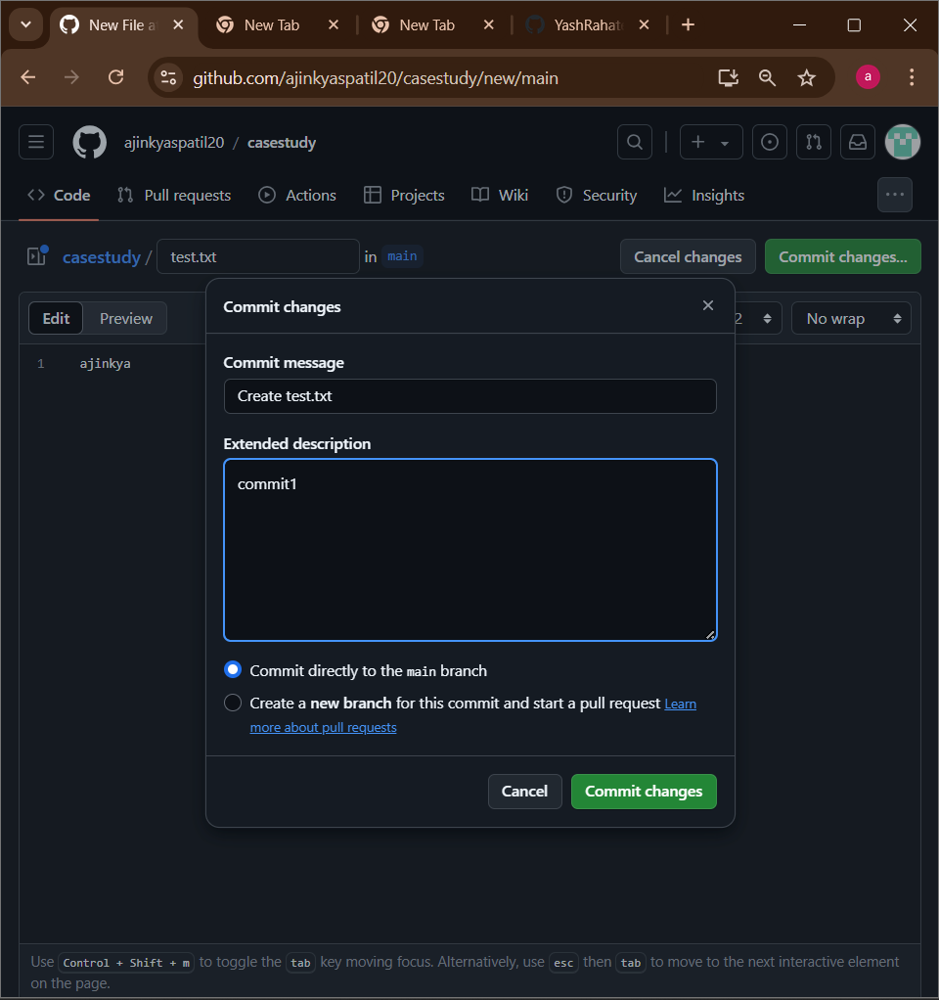 New File a
New Tab
New Tab
YashRahat
github.com/ajinkyaspatil20/casestudy/new/main
a
ajinkyaspatil20 / casestudy
Code
Pull requests
Actions
Projects
Wiki
Security
Insights
casestudy / test.txt in main
Cancel changes
Commit changes...
Edit
Preview
2
No wrap
1 ajinkya
Commit changes
Commit message
Create test.txt
Extended description
commit1
Commit directly to the main branch
Create a new branch for this commit and start a pull request Learn
more about pull requests
Cancel
Commit changes
Use Control + Shift + m to toggle the tab key moving focus. Alternatively, use esc then tab to move to the next interactive element
on the page.